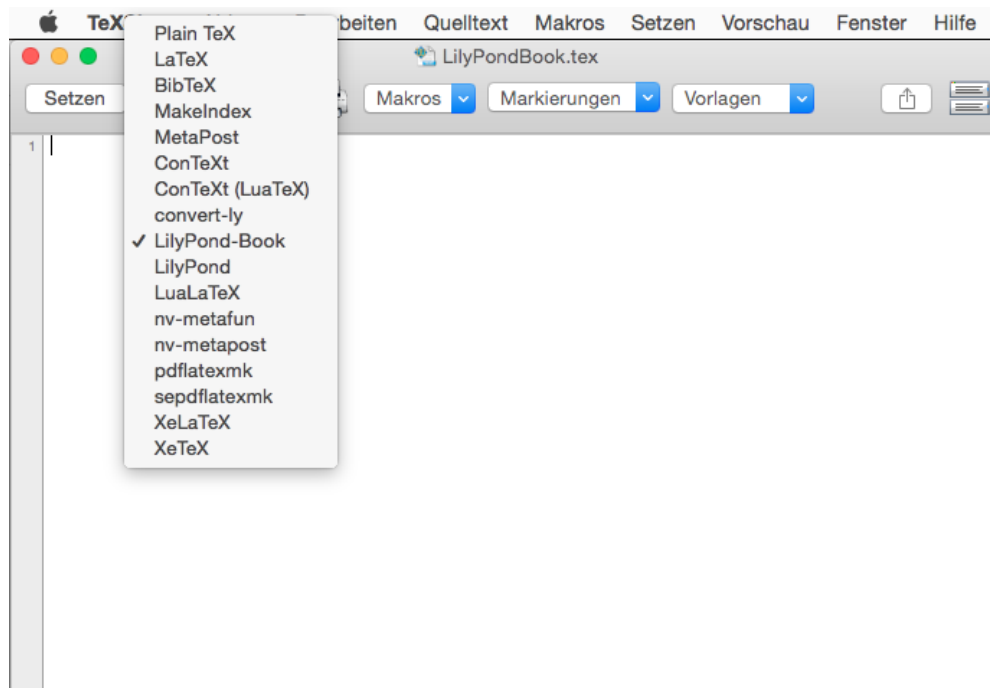 TeX beiten Quelltext Makros Setzen Vorschau Fenster Hilfe
LilyPondBook.tex
Setzen Makros Markierungen Vorlagen
1
Plain TeX
LaTeX
BibTeX
MakeIndex
MetaPost
ConTeXt
ConTeXt (LuaTeX)
convert-ly
✓ LilyPond-Book
LilyPond
LuaLaTeX
nv-metafun
nv-metapost
pdflatexmk
sepdflatexmk
XeLaTeX
XeTeX